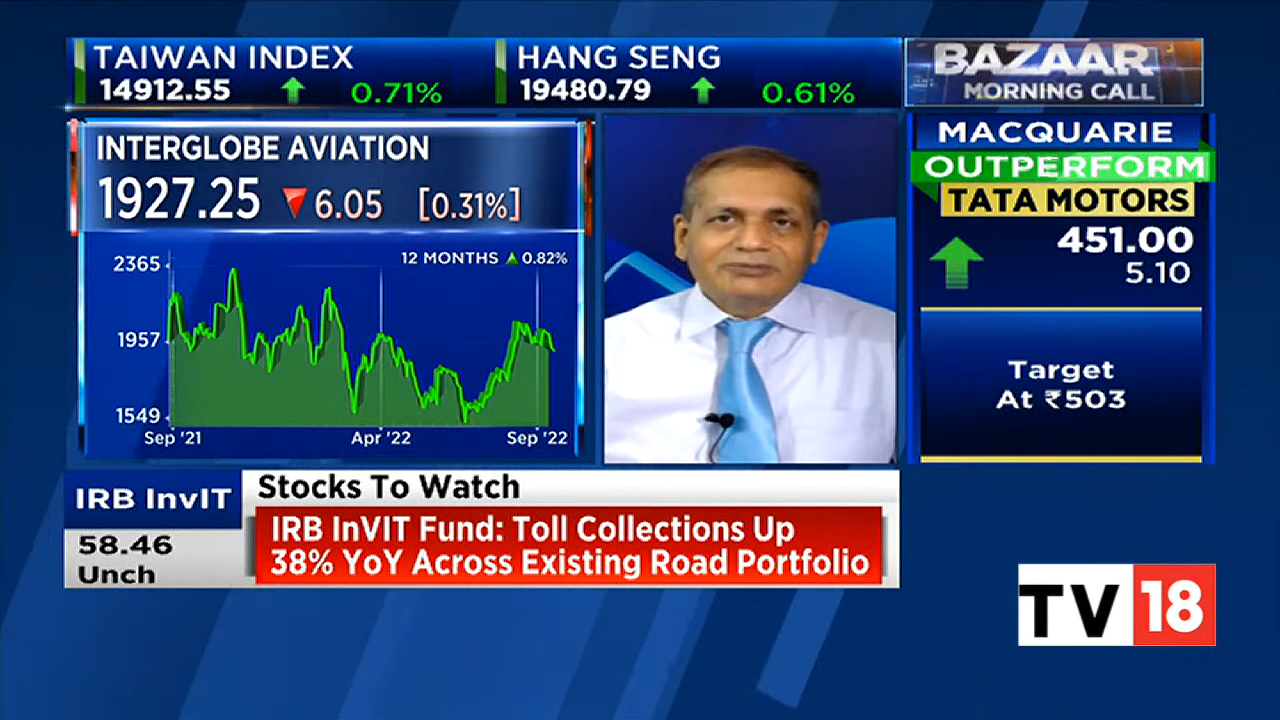 TAIWAN INDEX
14912.55 0.71%
HANG SENG
19480.79 0.61%
BAZAAR
MORNING CALL
INTERGLOBE AVIATION
1927.25 6.05 [0.31%]
12 MONTHS 0.82%
2365
1957
1549
Sep '21 Apr '22 Sep '22
MACQUARIE
OUTPERFORM
TATA MOTORS
451.00
5.10
Target
At ₹503
IRB InvIT
58.46
Unch
Stocks To Watch
IRB InVIT Fund: Toll Collections Up
38% YoY Across Existing Road Portfolio
TV18